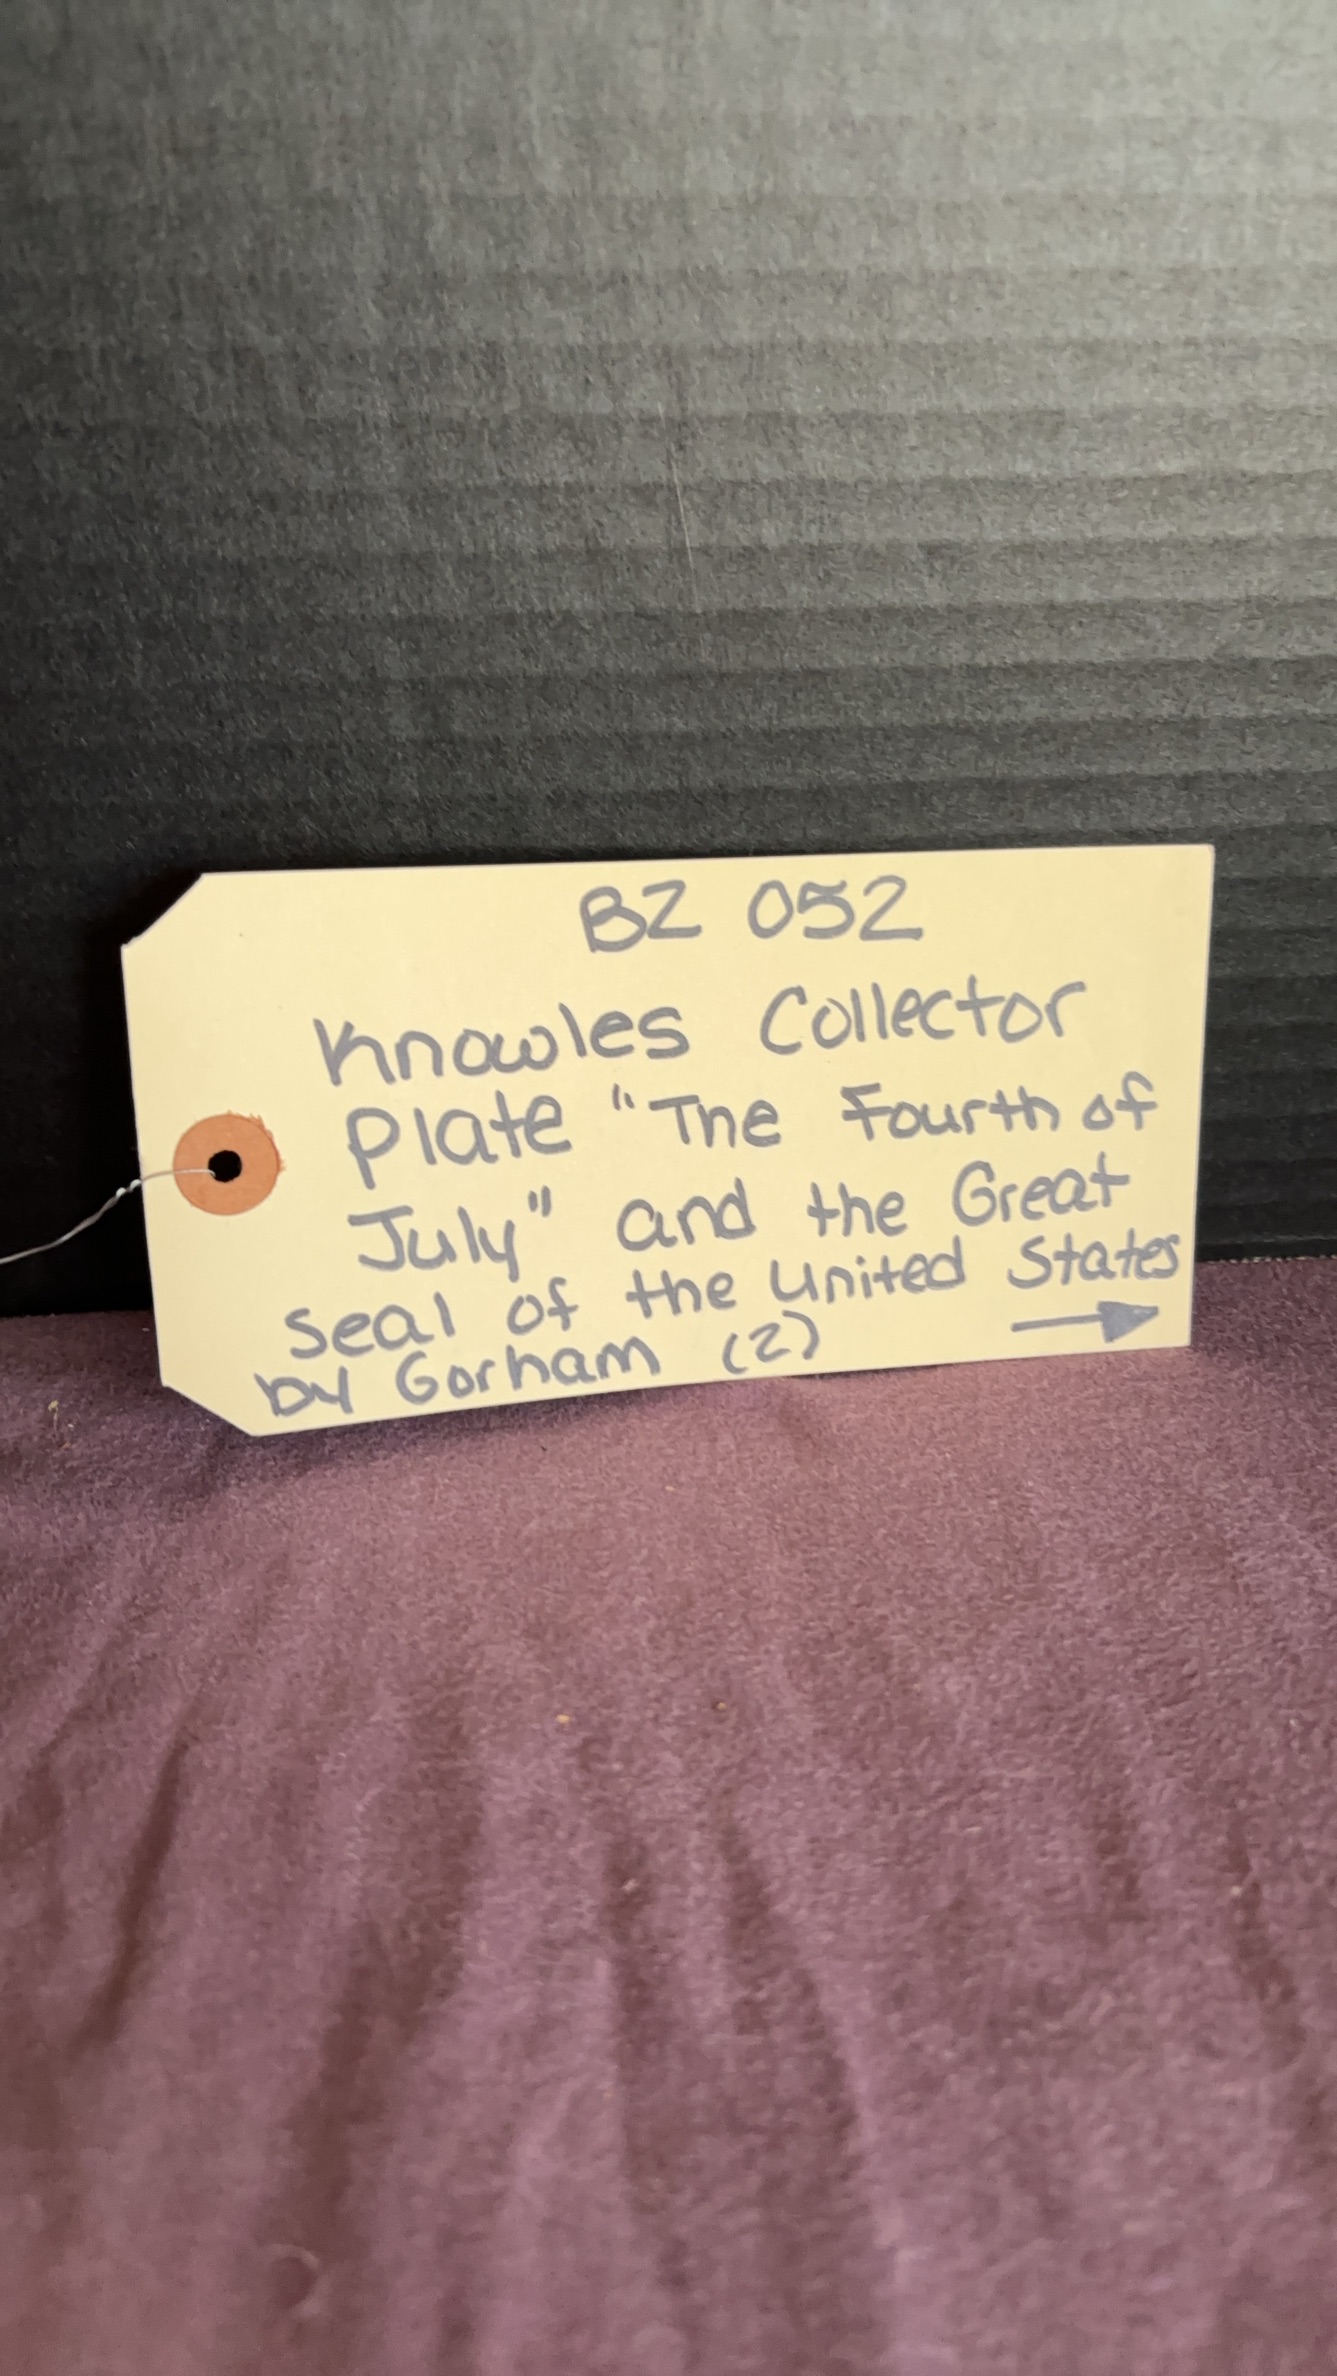 BZ 052
Knowles Collector
Plate "The Fourth of
July" and the Great
Seal of the United States
by Gorham (2) →